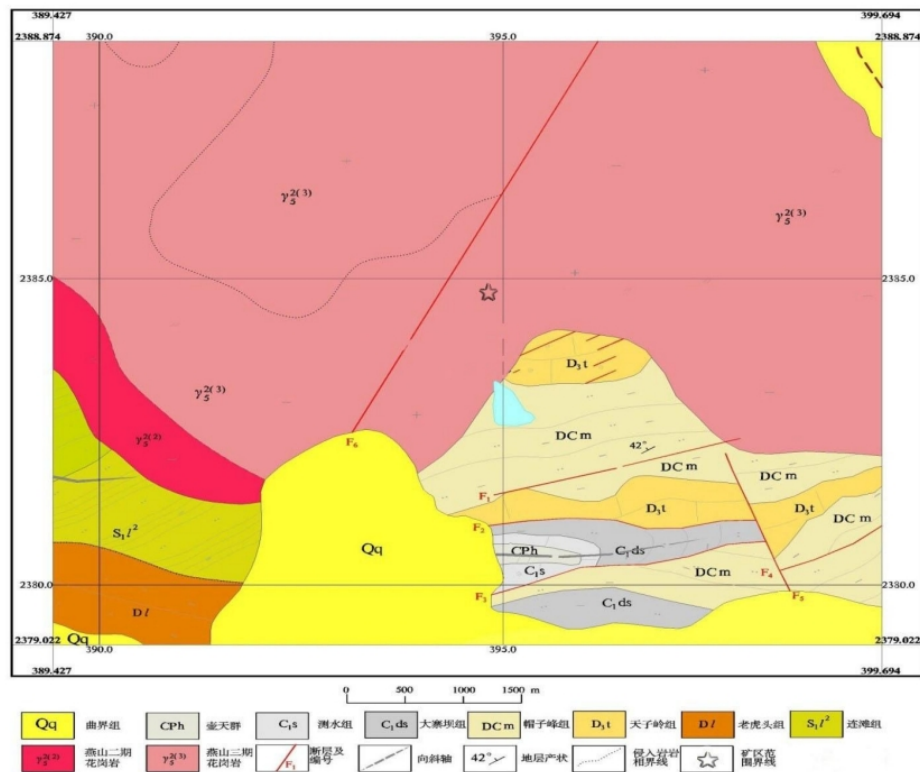 389.427 399.694
2388.874 390.0 395.0 2388.874
γ₅²⁽³⁾
γ₅²⁽³⁾
2385.0 2385.0
D₃t
γ₅²⁽³⁾
γ₅²⁽²⁾
F₆
DCm
42°
DCm
DCm
F₁
D₃t
D₃t
DCm
S₁l²
F₂
Qq
CPh
C₁ds
C₁s
DCm
F₄
2380.0 2380.0
F₃
F₅
Dl
C₁ds
Qq
2379.022 2379.022
390.0 395.0
389.427 399.694
0 500 1000 1500 m
Qq 曲界组 CPh 壶天群 C₁s 测水组 C₁ds 大寨坝组 DCm 帽子峰组 D₃t 天子岭组 Dl 老虎头组 S₁l² 连滩组
γ₅²⁽²⁾ 燕山二期花岗岩 γ₅²⁽³⁾ 燕山三期花岗岩 F₁ 断层及编号 向斜轴 42° 地层产状 侵入岩岩相界线 矿区范围界线